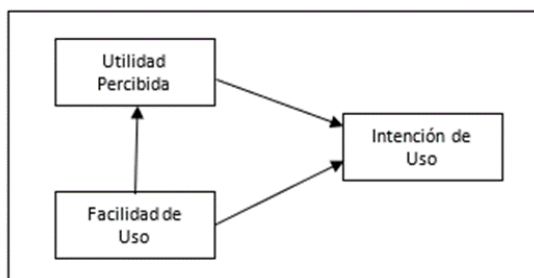 Utilidad
Percibida
Intención de
Uso
Facilidad de
Uso